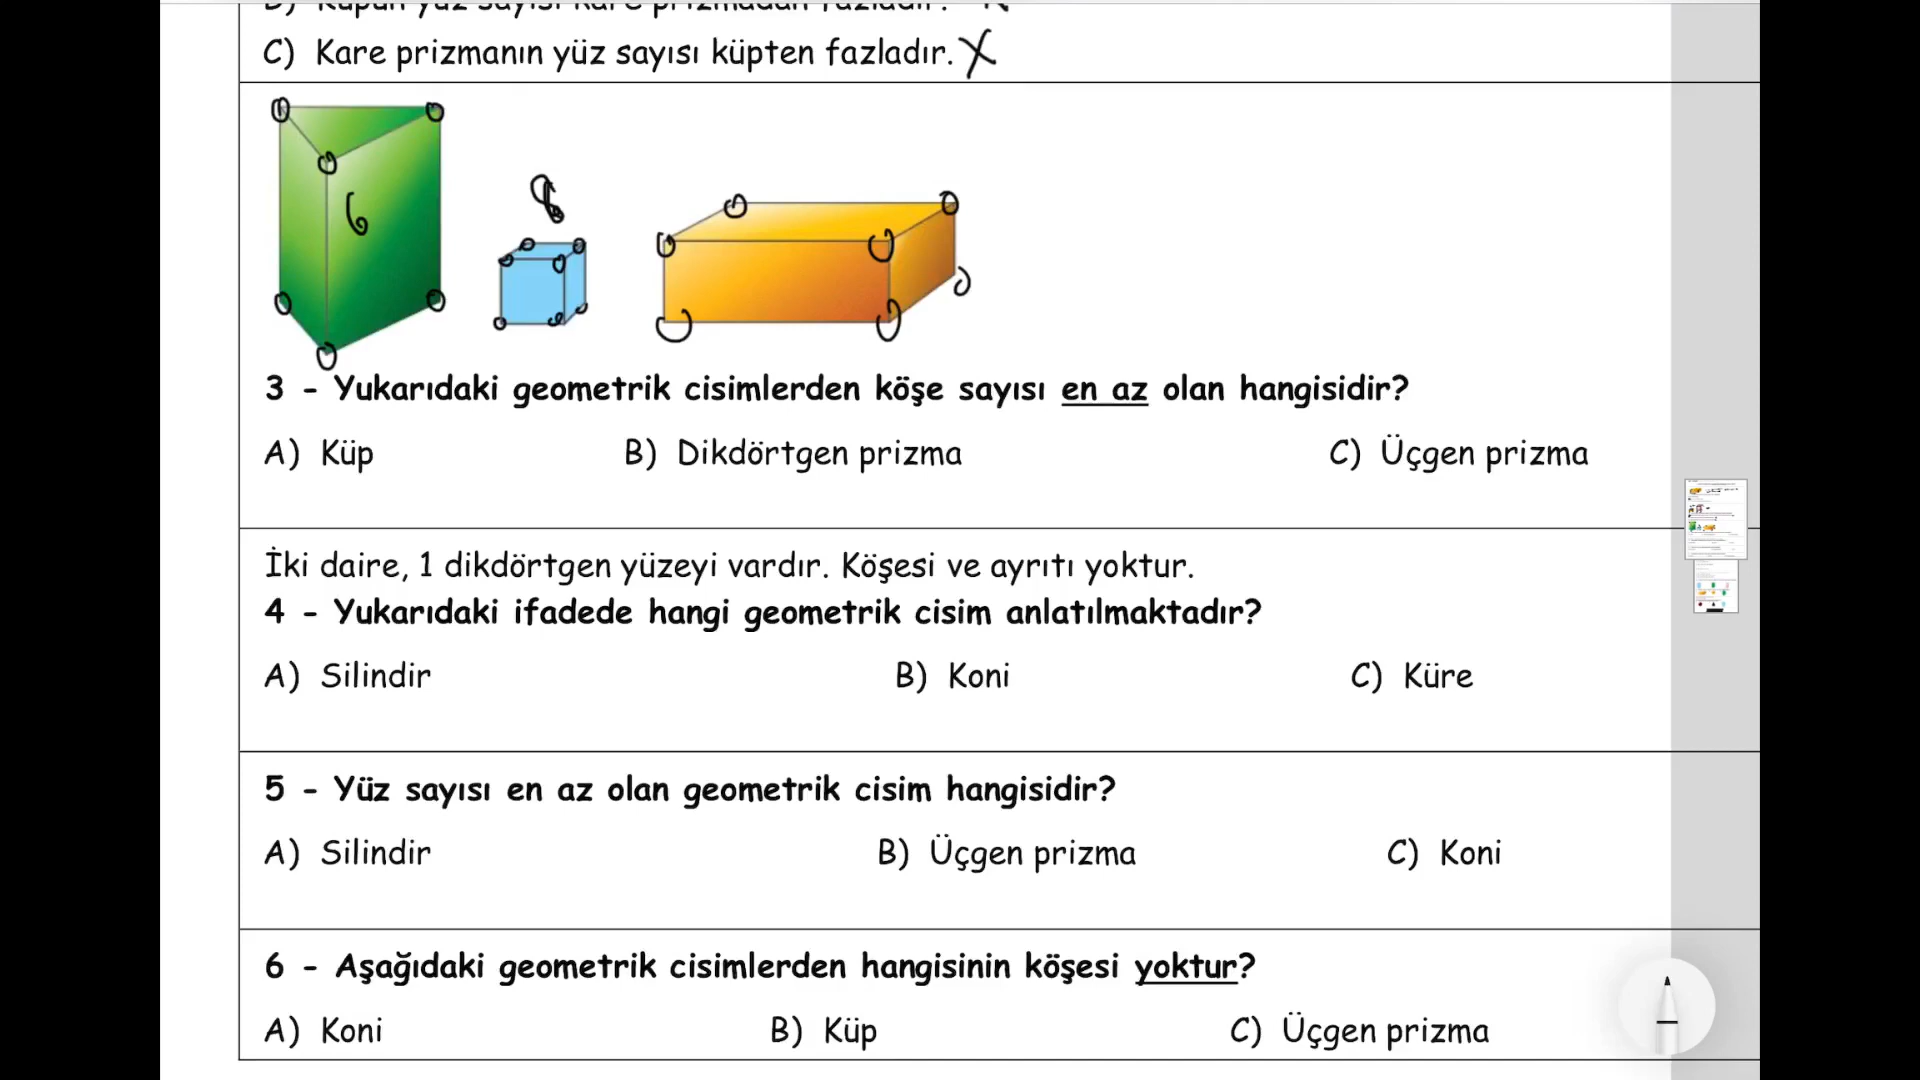 C) Kare prizmanın yüz sayısı küpten fazladır. X
6
8
3 - Yukarıdaki geometrik cisimlerden köşe sayısı en az olan hangisidir?
A) Küp B) Dikdörtgen prizma C) Üçgen prizma
İki daire, 1 dikdörtgen yüzeyi vardır. Köşesi ve ayrıtı yoktur.
4 - Yukarıdaki ifadede hangi geometrik cisim anlatılmaktadır?
A) Silindir B) Koni C) Küre
5 - Yüz sayısı en az olan geometrik cisim hangisidir?
A) Silindir B) Üçgen prizma C) Koni
6 - Aşağıdaki geometrik cisimlerden hangisinin köşesi yoktur?
A) Koni B) Küp C) Üçgen prizma